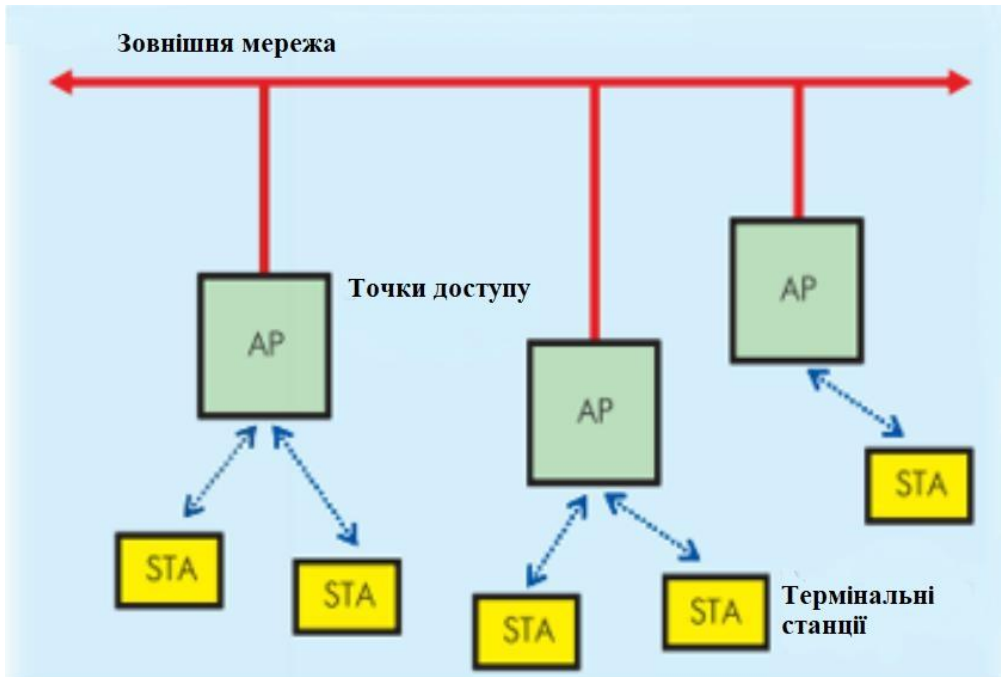 Зовнішня мережа
AP
Точки доступу
AP
AP
STA
STA
STA
STA
STA
Термінальні
станції